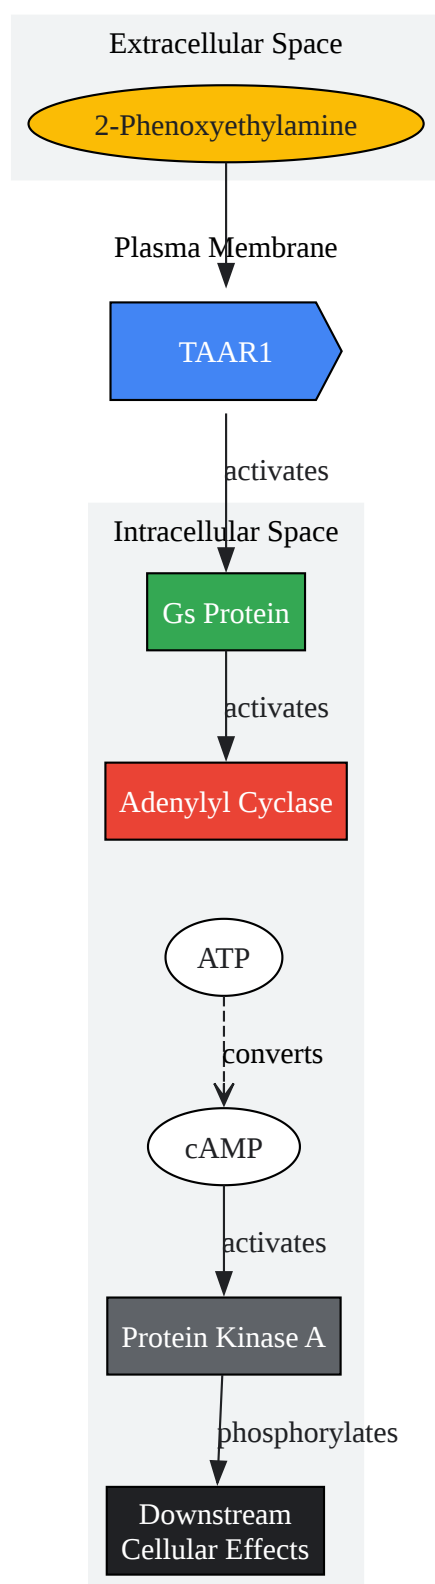 Extracellular Space
2-Phenoxyethylamine
Plasma Membrane
TAAR1
activates
Intracellular Space
Gs Protein
activates
Adenylyl Cyclase
ATP
converts
cAMP
activates
Protein Kinase A
phosphorylates
Downstream
Cellular Effects